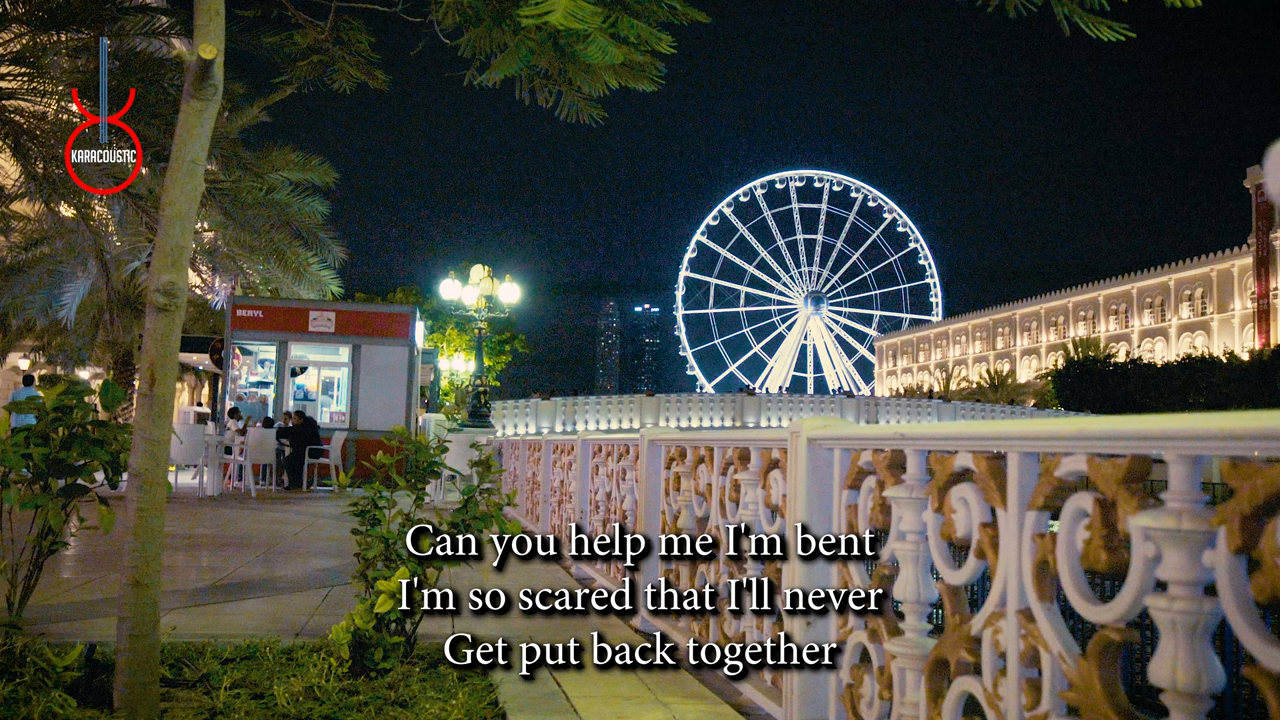 KARACOUSTIC
BERYL
Can you help me I'm bent
I'm so scared that I'll never
Get put back together